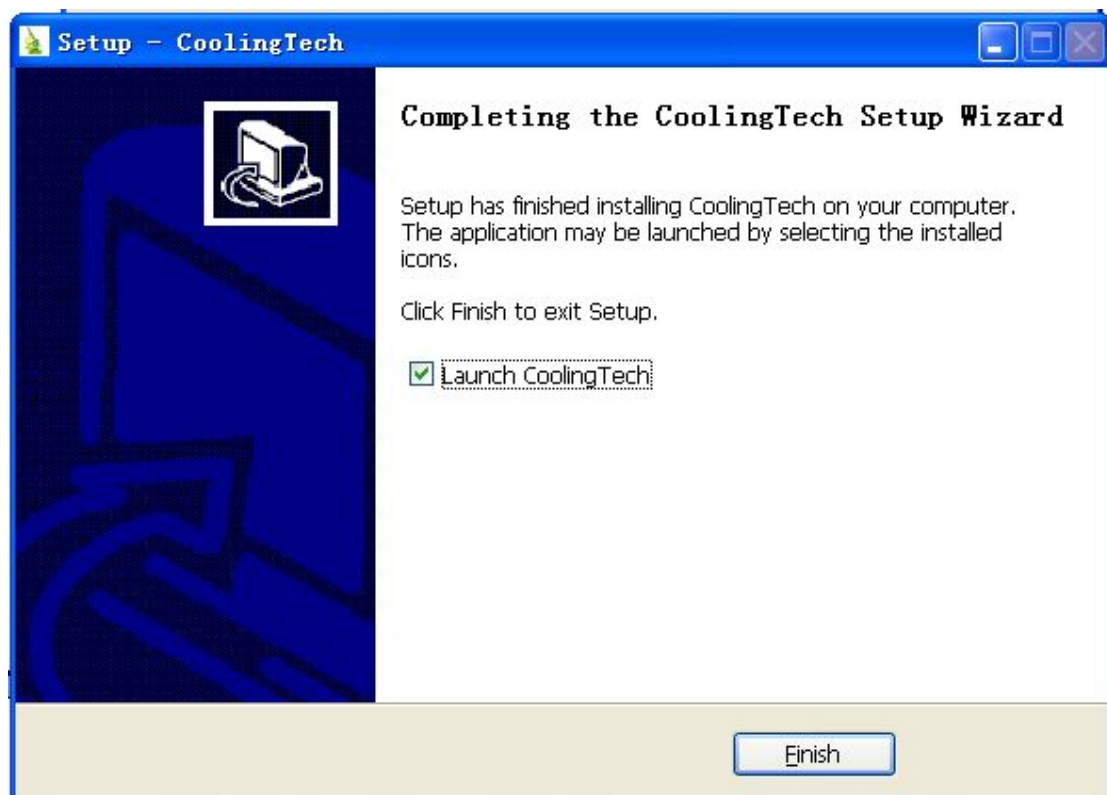 Setup - CoolingTech
Completing the CoolingTech Setup Wizard
Setup has finished installing CoolingTech on your computer.
The application may be launched by selecting the installed
icons.
Click Finish to exit Setup.
Launch CoolingTech
Finish